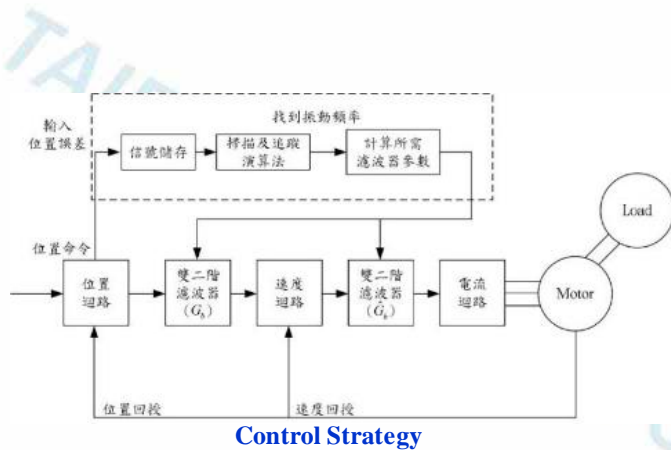 TAIP
找到振動頻率
輸入
位置誤差
信號儲存
掃描及追蹤
演算法
計算所需
濾波器參數
Load
位置命令
位置
迴路
雙二階
濾波器
(G_b)
速度
迴路
雙二階
濾波器
(Ĝ_b)
電流
迴路
Motor
位置回授
速度回授
Control Strategy